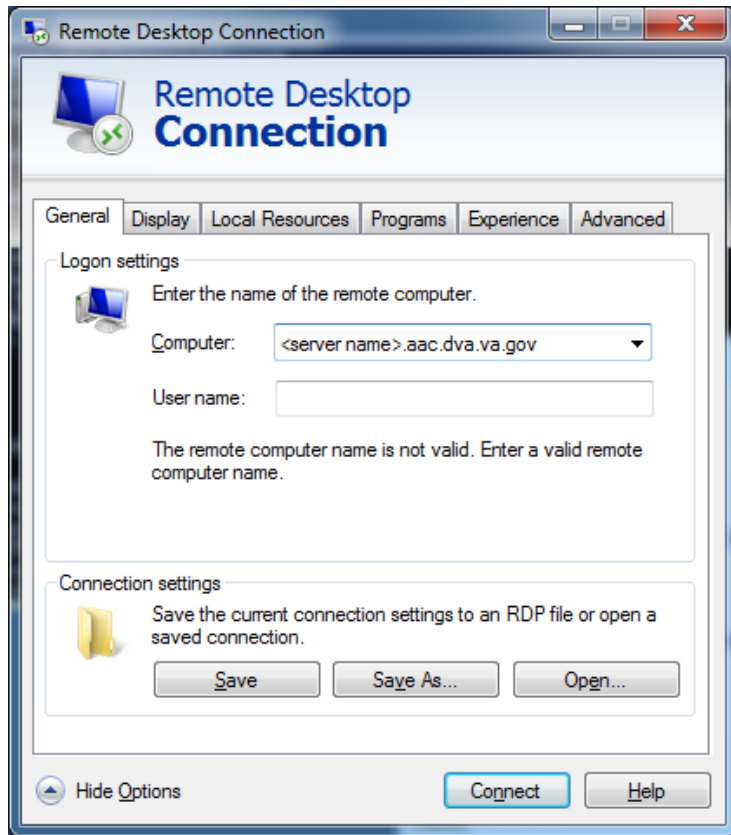 Remote Desktop Connection
Remote Desktop
Connection
General Display Local Resources Programs Experience Advanced
Logon settings
Enter the name of the remote computer.
Computer: <server name>.aac.dva.va.gov
User name:
The remote computer name is not valid. Enter a valid remote
computer name.
Connection settings
Save the current connection settings to an RDP file or open a
saved connection.
Save Save As... Open...
Hide Options Connect Help